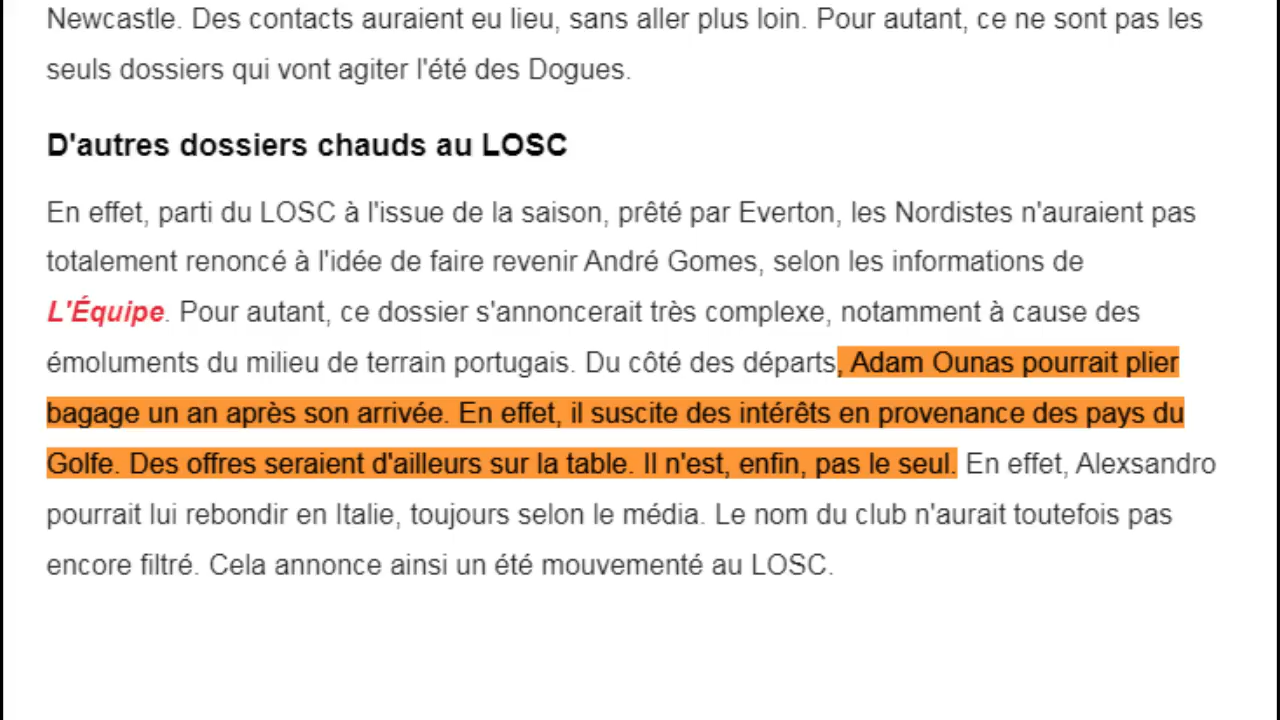 Newcastle. Des contacts auraient eu lieu, sans aller plus loin. Pour autant, ce ne sont pas les
seuls dossiers qui vont agiter l'été des Dogues.
D'autres dossiers chauds au LOSC
En effet, parti du LOSC à l'issue de la saison, prêté par Everton, les Nordistes n'auraient pas
totalement renoncé à l'idée de faire revenir André Gomes, selon les informations de
L'Équipe. Pour autant, ce dossier s'annoncerait très complexe, notamment à cause des
émoluments du milieu de terrain portugais. Du côté des départs, Adam Ounas pourrait plier
bagage un an après son arrivée. En effet, il suscite des intérêts en provenance des pays du
Golfe. Des offres seraient d'ailleurs sur la table. Il n'est, enfin, pas le seul. En effet, Alexsandro
pourrait lui rebondir en Italie, toujours selon le média. Le nom du club n'aurait toutefois pas
encore filtré. Cela annonce ainsi un été mouvementé au LOSC.